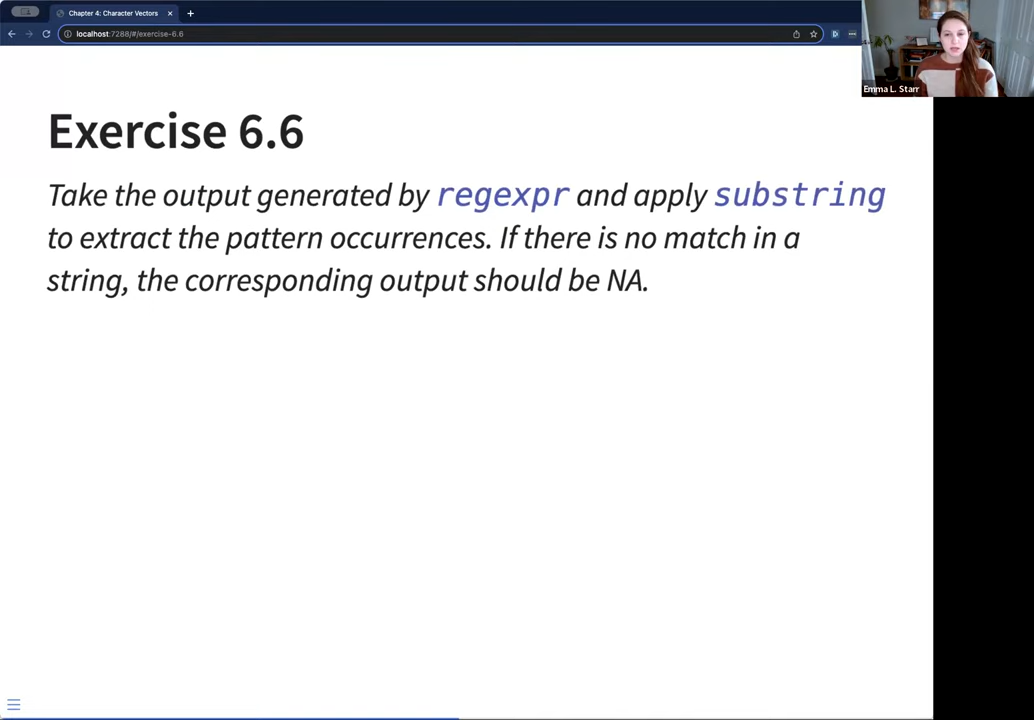 Chapter 4: Character Vectors
localhost:7288/#/exercise-6.6
Emma L. Starr
Exercise 6.6
Take the output generated by regexpr and apply substring
to extract the pattern occurrences. If there is no match in a
string, the corresponding output should be NA.